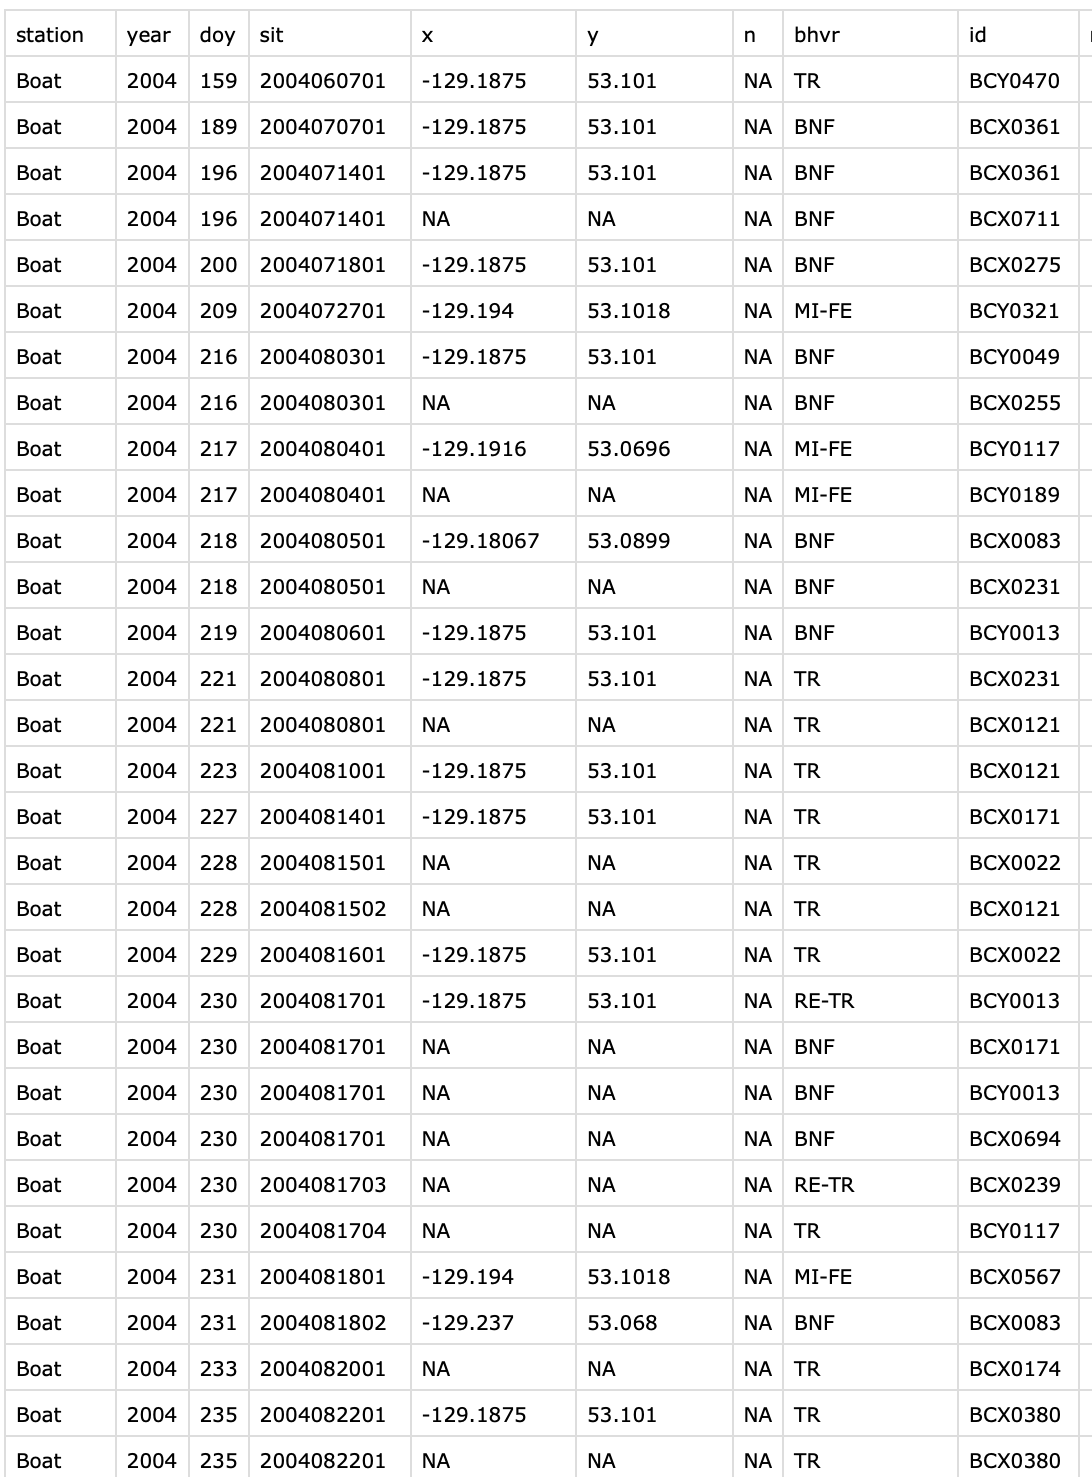 station year doy sit x y n bhvr id
Boat 2004 159 2004060701 -129.1875 53.101 NA TR BCY0470
Boat 2004 189 2004070701 -129.1875 53.101 NA BNF BCX0361
Boat 2004 196 2004071401 -129.1875 53.101 NA BNF BCX0361
Boat 2004 196 2004071401 NA NA NA BNF BCX0711
Boat 2004 200 2004071801 -129.1875 53.101 NA BNF BCX0275
Boat 2004 209 2004072701 -129.194 53.1018 NA MI-FE BCY0321
Boat 2004 216 2004080301 -129.1875 53.101 NA BNF BCY0049
Boat 2004 216 2004080301 NA NA NA BNF BCX0255
Boat 2004 217 2004080401 -129.1916 53.0696 NA MI-FE BCY0117
Boat 2004 217 2004080401 NA NA NA MI-FE BCY0189
Boat 2004 218 2004080501 -129.18067 53.0899 NA BNF BCX0083
Boat 2004 218 2004080501 NA NA NA BNF BCX0231
Boat 2004 219 2004080601 -129.1875 53.101 NA BNF BCY0013
Boat 2004 221 2004080801 -129.1875 53.101 NA TR BCX0231
Boat 2004 221 2004080801 NA NA NA TR BCX0121
Boat 2004 223 2004081001 -129.1875 53.101 NA TR BCX0121
Boat 2004 227 2004081401 -129.1875 53.101 NA TR BCX0171
Boat 2004 228 2004081501 NA NA NA TR BCX0022
Boat 2004 228 2004081502 NA NA NA TR BCX0121
Boat 2004 229 2004081601 -129.1875 53.101 NA TR BCX0022
Boat 2004 230 2004081701 -129.1875 53.101 NA RE-TR BCY0013
Boat 2004 230 2004081701 NA NA NA BNF BCX0171
Boat 2004 230 2004081701 NA NA NA BNF BCY0013
Boat 2004 230 2004081701 NA NA NA BNF BCX0694
Boat 2004 230 2004081703 NA NA NA RE-TR BCX0239
Boat 2004 230 2004081704 NA NA NA TR BCY0117
Boat 2004 231 2004081801 -129.194 53.1018 NA MI-FE BCX0567
Boat 2004 231 2004081802 -129.237 53.068 NA BNF BCX0083
Boat 2004 233 2004082001 NA NA NA TR BCX0174
Boat 2004 235 2004082201 -129.1875 53.101 NA TR BCX0380
Boat 2004 235 2004082201 NA NA NA TR BCX0380